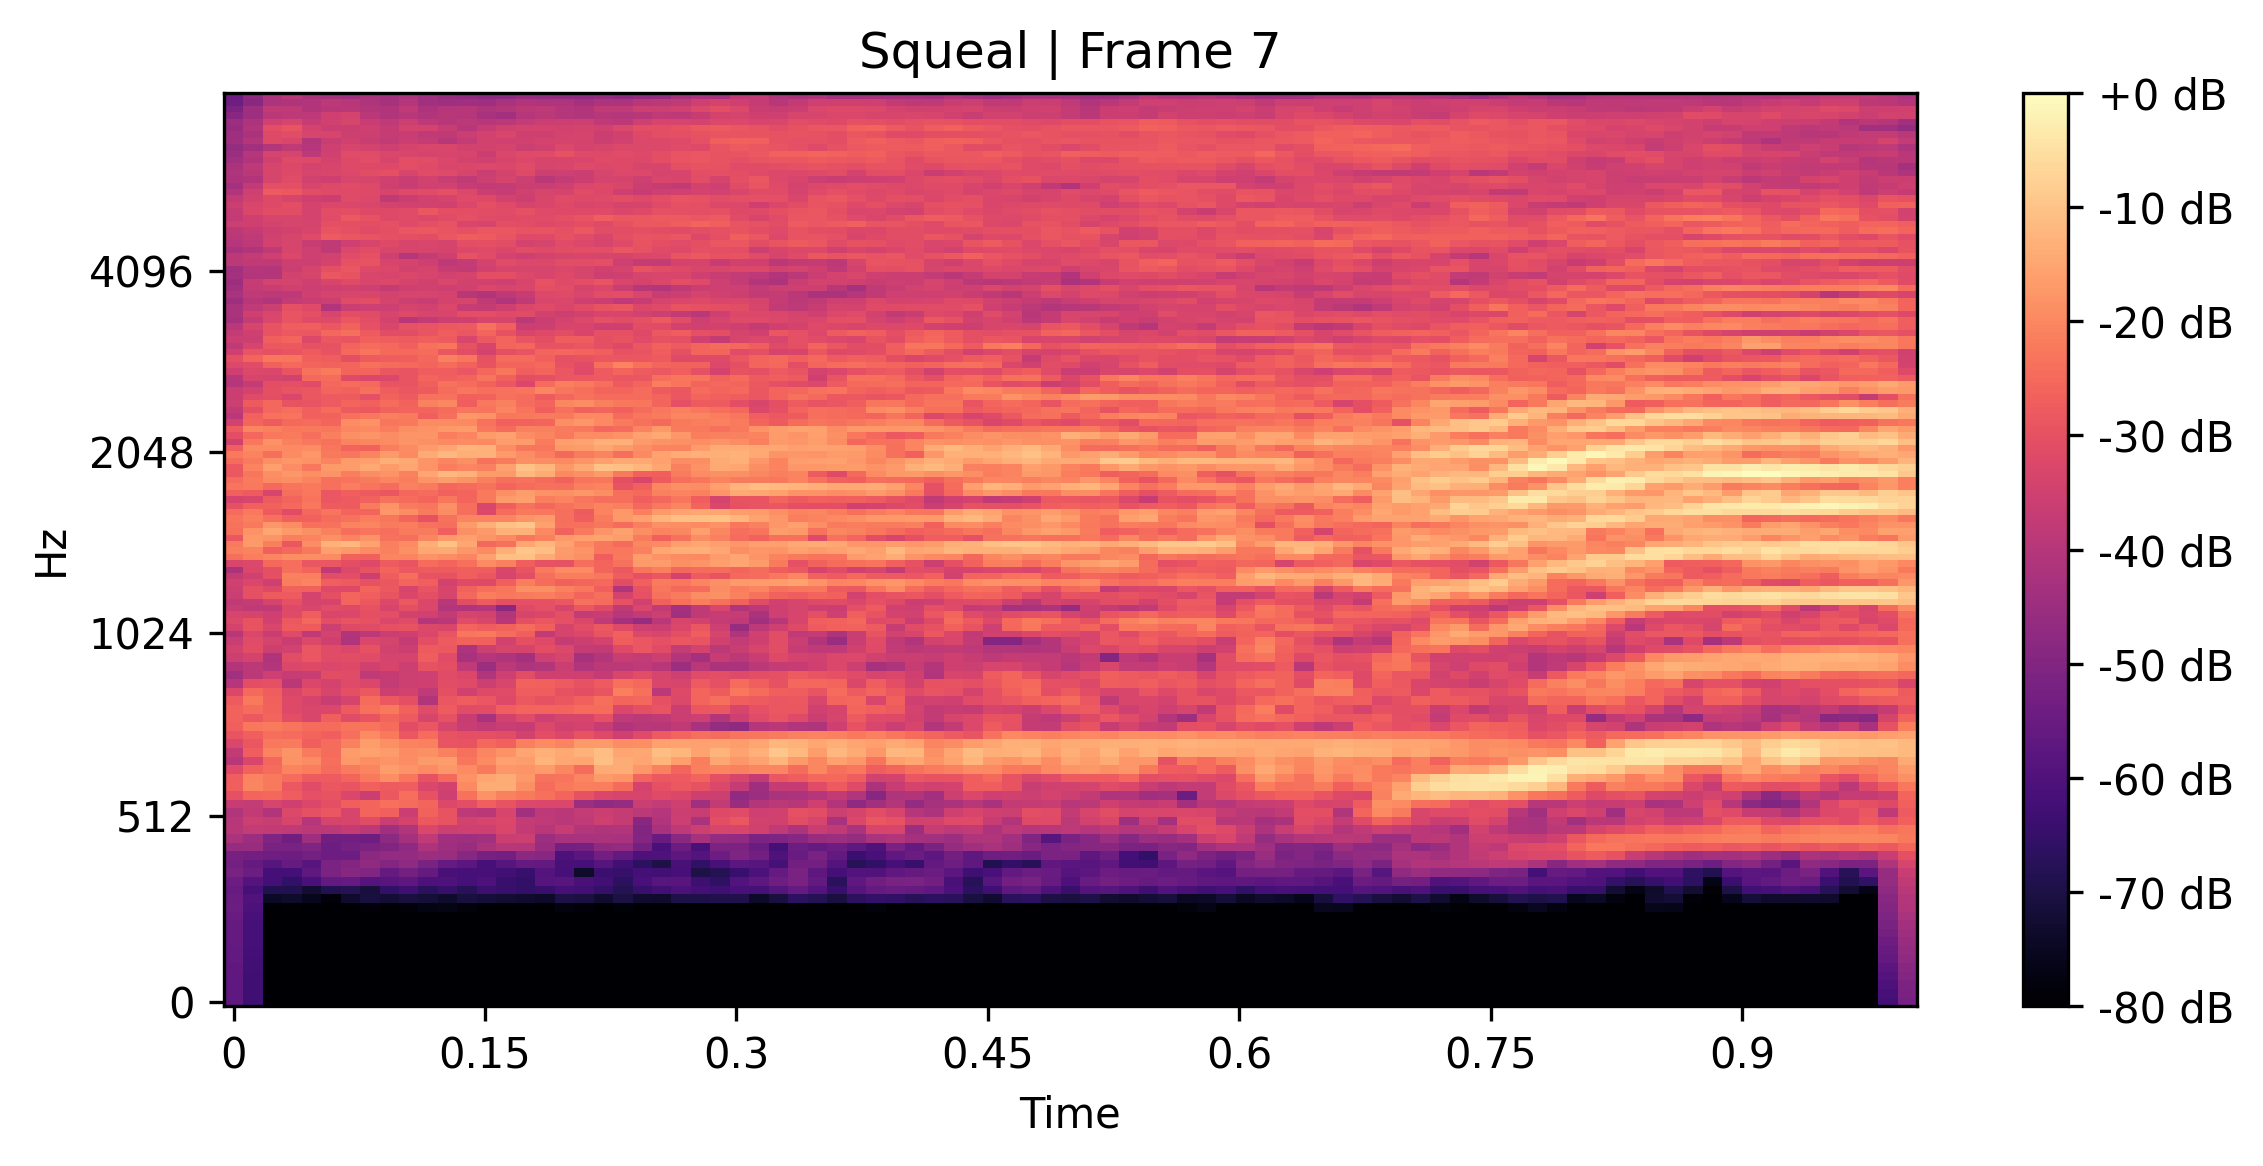 Squeal | Frame 7
Hz
4096
2048
1024
512
0
0 0.15 0.3 0.45 0.6 0.75 0.9
Time
+0 dB
-10 dB
-20 dB
-30 dB
-40 dB
-50 dB
-60 dB
-70 dB
-80 dB